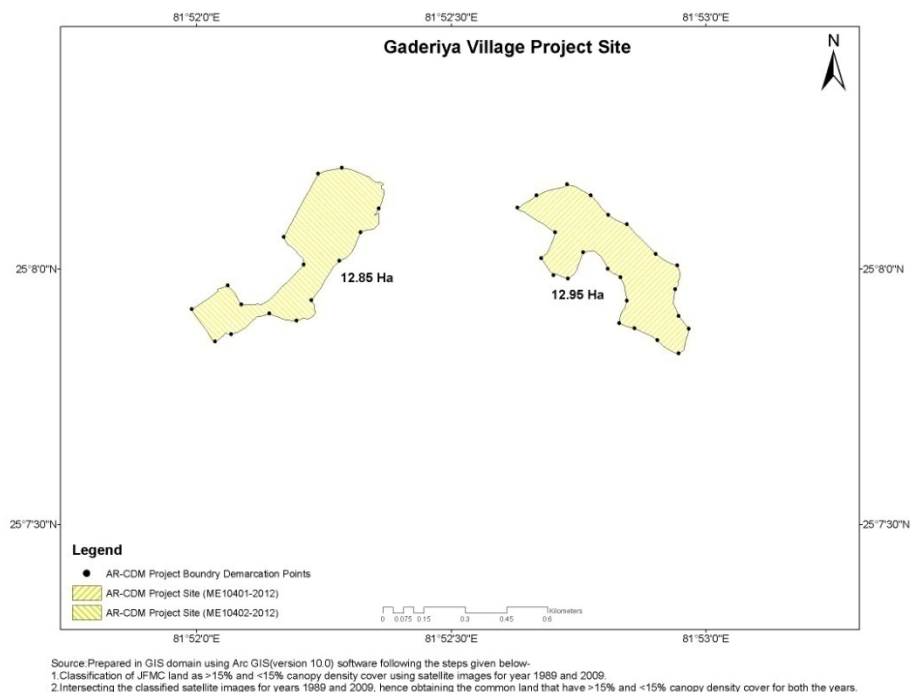 81°52'0"E 81°52'30"E 81°53'0"E
Gaderiya Village Project Site
N
25°8'0"N 25°8'0"N
12.85 Ha
12.95 Ha
25°7'30"N 25°7'30"N
Legend
AR-CDM Project Boundry Demarcation Points
AR-CDM Project Site (ME10401-2012)
AR-CDM Project Site (ME10402-2012)
Kilometers
0 0.075 0.15 0.3 0.45 0.6
81°52'0"E 81°52'30"E 81°53'0"E
Source:Prepared in GIS domain using Arc GIS(version 10.0) software following the steps given below-
1.Classification of JFMC land as >15% and <15% canopy density cover using satellite images for year 1989 and 2009.
2.Intersecting the classified satellite images for years 1989 and 2009, hence obtaining the common land that have >15% and <15% canopy density cover for both the years.